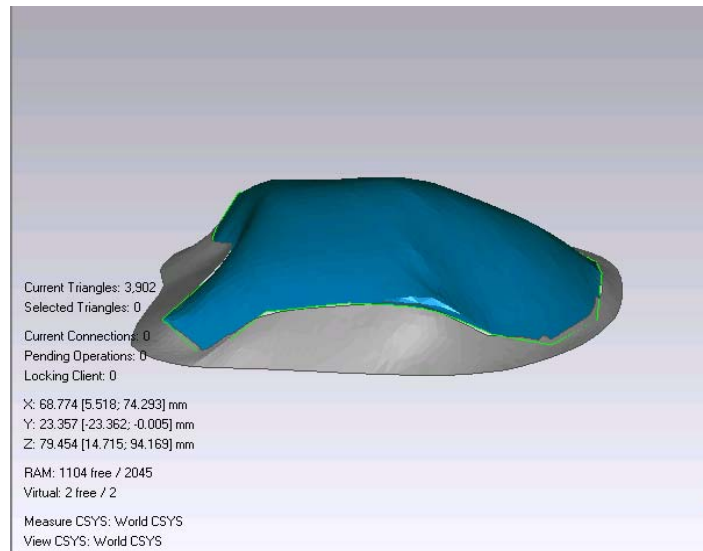 Current Triangles: 3,902
Selected Triangles: 0
Current Connections: 0
Pending Operations: 0
Locking Client: 0
X: 68.774 [5.518; 74.293] mm
Y: 23.357 [-23.362; -0.005] mm
Z: 79.454 [14.715; 94.169] mm
RAM: 1104 free / 2045
Virtual: 2 free / 2
Measure CSYS: World CSYS
View CSYS: World CSYS